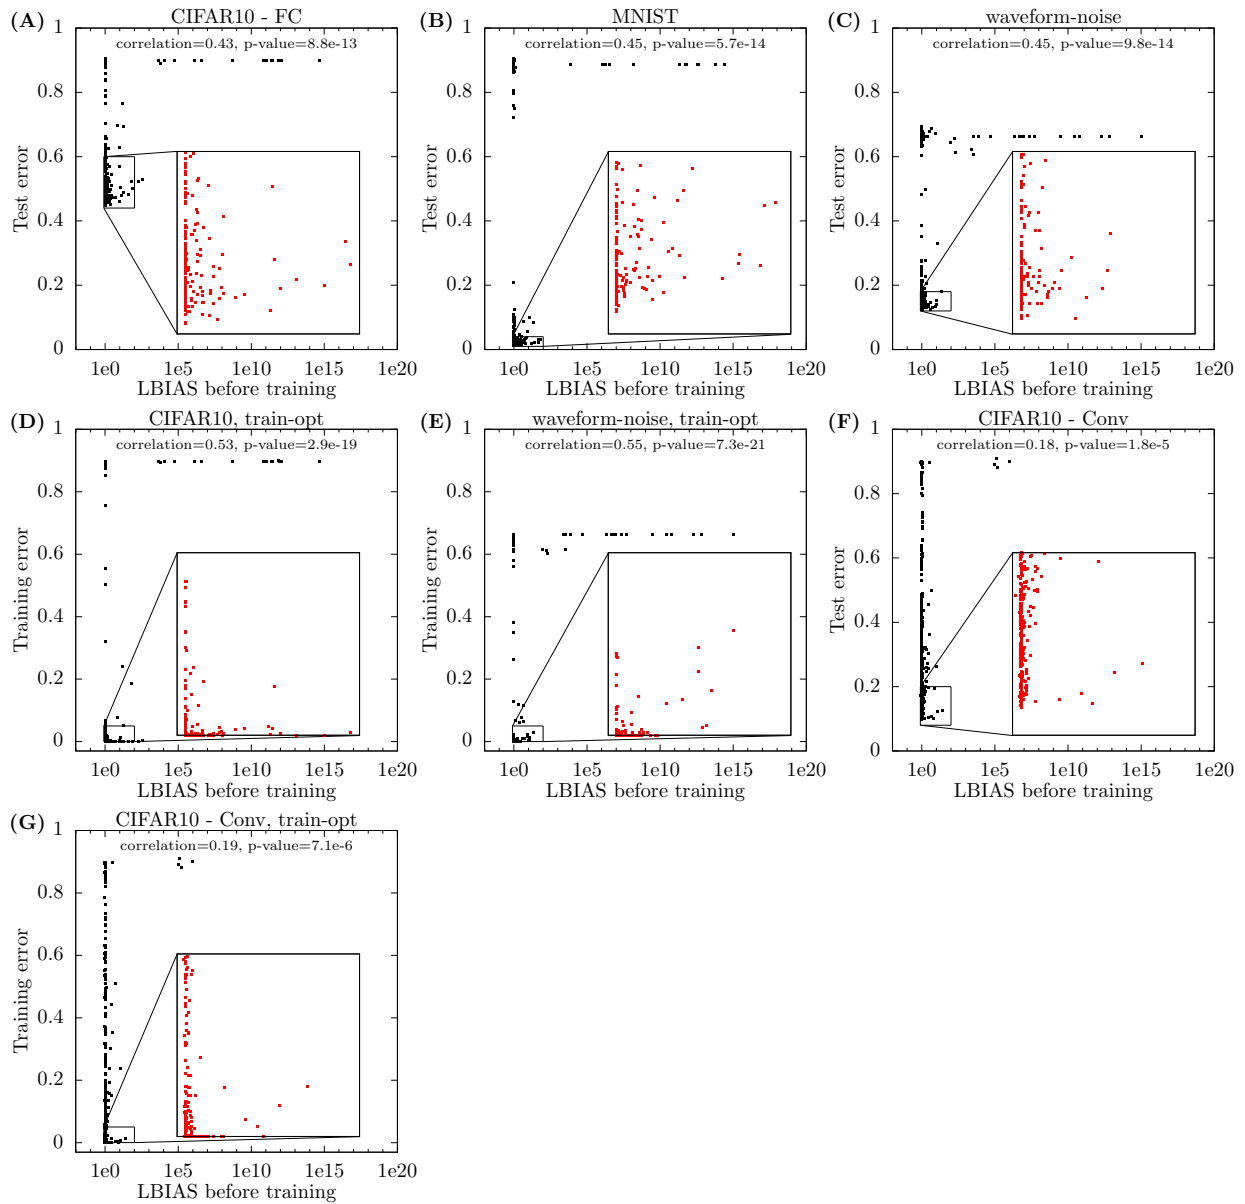 (A) CIFAR10 - FC
correlation=0.43, p-value=8.8e-13
Test error
1
0.8
0.6
0.4
0.2
0
1e0 1e5 1e10 1e15 1e20
LBIAS before training
(B) MNIST
correlation=0.45, p-value=5.7e-14
Test error
1
0.8
0.6
0.4
0.2
0
1e0 1e5 1e10 1e15 1e20
LBIAS before training
(C) waveform-noise
correlation=0.45, p-value=9.8e-14
Test error
1
0.8
0.6
0.4
0.2
0
1e0 1e5 1e10 1e15 1e20
LBIAS before training
(D) CIFAR10, train-opt
correlation=0.53, p-value=2.9e-19
Training error
1
0.8
0.6
0.4
0.2
0
1e0 1e5 1e10 1e15 1e20
LBIAS before training
(E) waveform-noise, train-opt
correlation=0.55, p-value=7.3e-21
Training error
1
0.8
0.6
0.4
0.2
0
1e0 1e5 1e10 1e15 1e20
LBIAS before training
(F) CIFAR10 - Conv
correlation=0.18, p-value=1.8e-5
Test error
1
0.8
0.6
0.4
0.2
0
1e0 1e5 1e10 1e15 1e20
LBIAS before training
(G) CIFAR10 - Conv, train-opt
correlation=0.19, p-value=7.1e-6
Training error
1
0.8
0.6
0.4
0.2
0
1e0 1e5 1e10 1e15 1e20
LBIAS before training